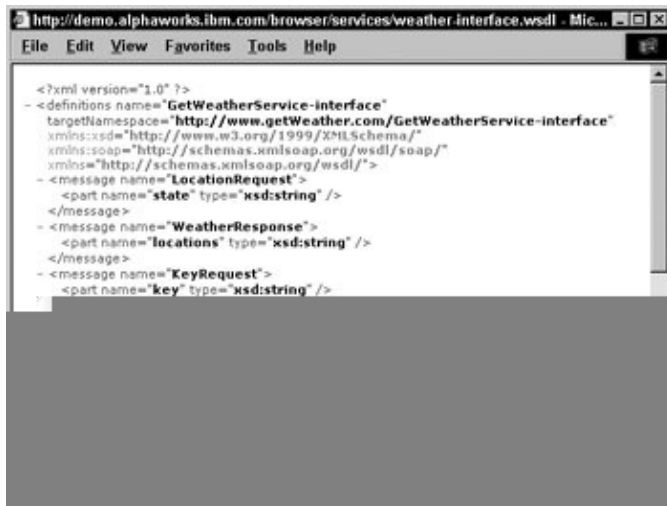 http://demo.alphaworks.ibm.com/browser/services/weather-interface.wsdl - Mic...
File Edit View Favorites Tools Help
<?xml version="1.0" ?>
- <definitions name="GetWeatherService-interface"
targetNamespace="http://www.getWeather.com/GetWeatherService-interface"
xmlns:xsd="http://www.w3.org/1999/XMLSchema/"
xmlns:soap="http://schemas.xmlsoap.org/wsdl/soap/"
xmlns="http://schemas.xmlsoap.org/wsdl/">
- <message name="LocationRequest">
<part name="state" type="xsd:string" />
</message>
- <message name="WeatherResponse">
<part name="locations" type="xsd:string" />
</message>
- <message name="KeyRequest">
<part name="key" type="xsd:string" />